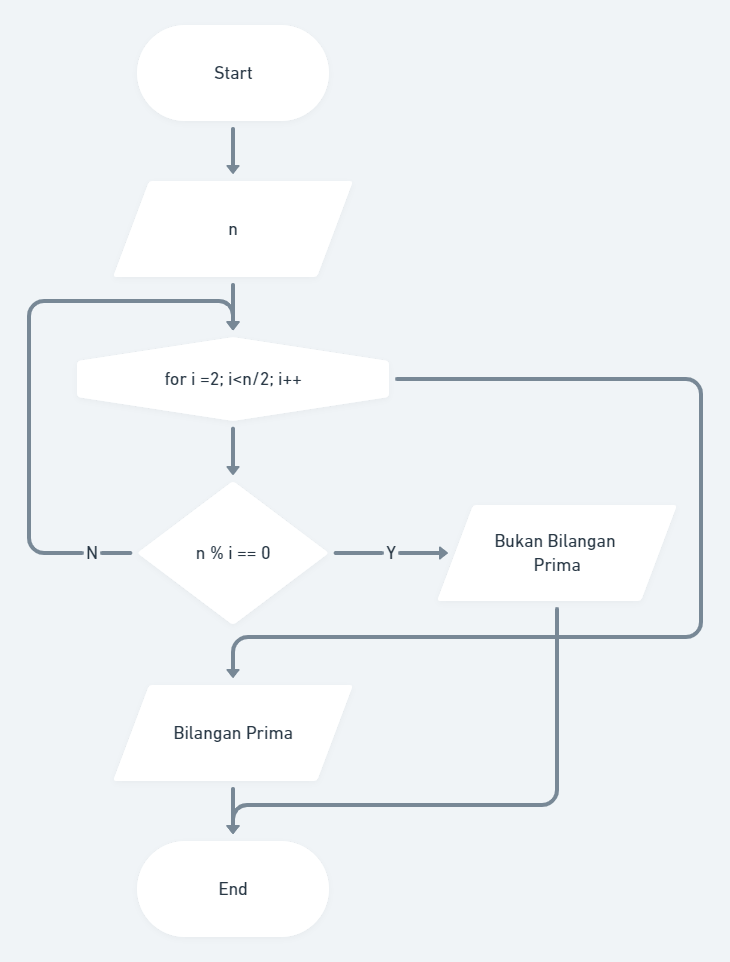 Start
n
for i =2; i<n/2; i++
N
n % i == 0
Y
Bukan Bilangan
Prima
Bilangan Prima
End